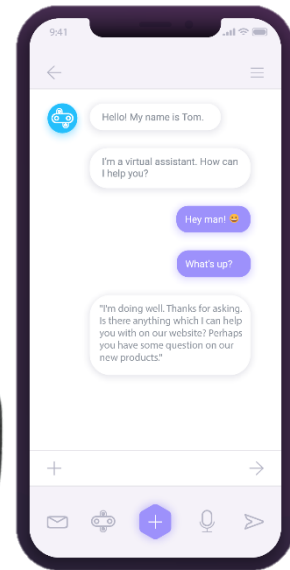 9:41
Hello! My name is Tom.
I'm a virtual assistant. How can
I help you?
Hey man! 😀
What's up?
"I'm doing well. Thanks for asking.
Is there anything which I can help
you with on our website? Perhaps
you have some question on our
new products."